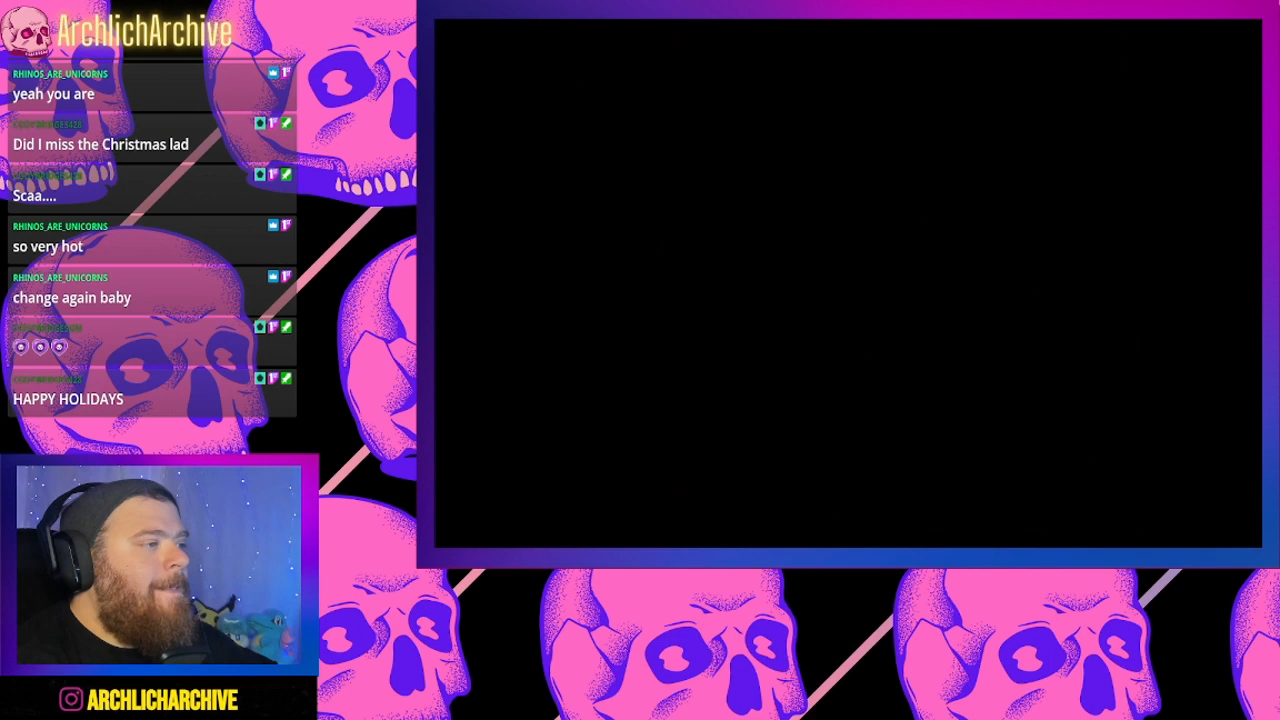 ArchlichArchive
RHINOS_ARE_UNICORNS
yeah you are
Did I miss the Christmas lad
Scaa....
RHINOS_ARE_UNICORNS
so very hot
RHINOS_ARE_UNICORNS
change again baby
HAPPY HOLIDAYS
ARCHLICHARCHIVE